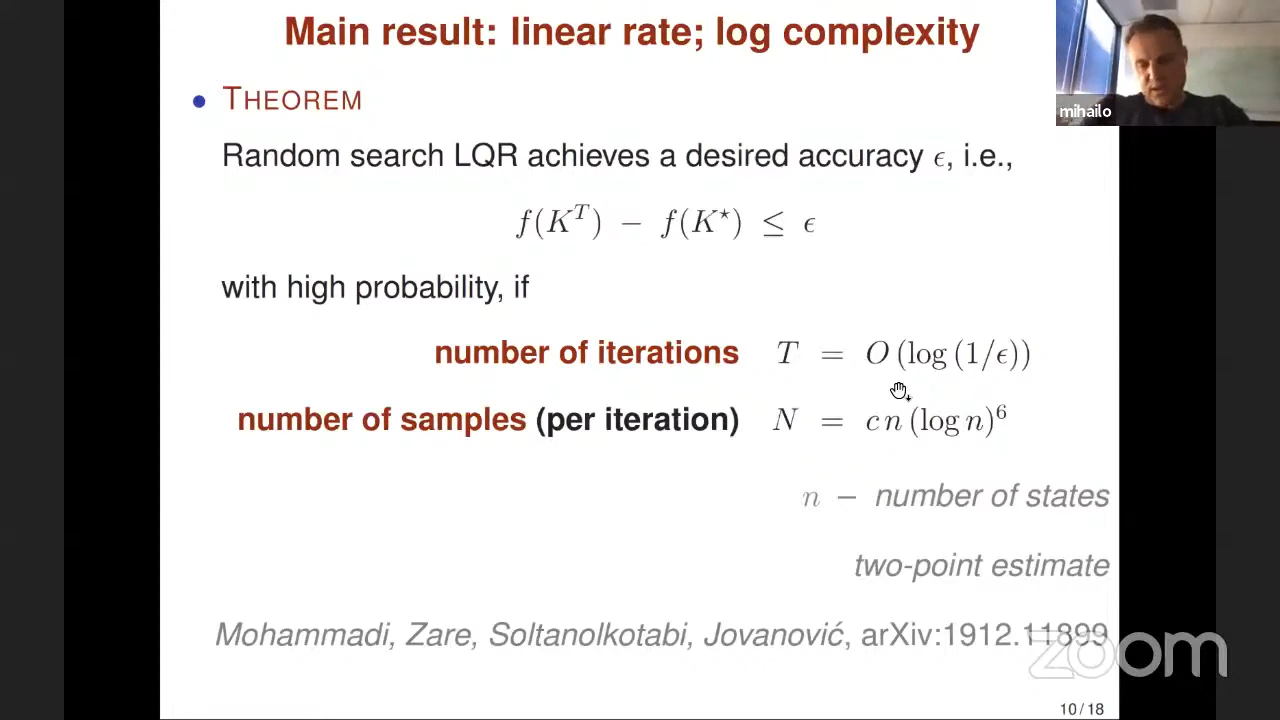 Main result: linear rate; log complexity
mihailo
• THEOREM
Random search LQR achieves a desired accuracy ϵ, i.e.,
f(K^T) − f(K^⋆) ≤ ϵ
with high probability, if
number of iterations T = O(log(1/ϵ))
number of samples (per iteration) N = c n (log n)^6
n − number of states
two-point estimate
Mohammadi, Zare, Soltanolkotabi, Jovanović, arXiv:1912.11899
zoom
10/18